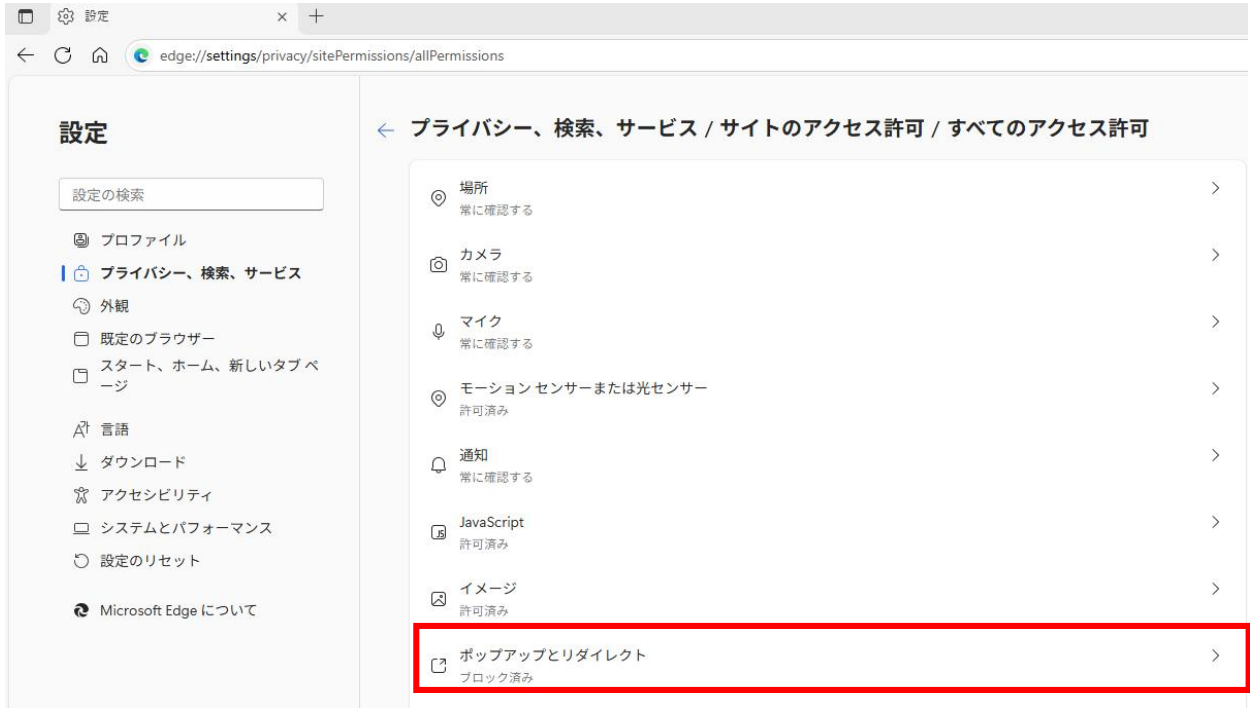 設定
edge://settings/privacy/sitePermissions/allPermissions
設定
設定の検索
プロファイル
プライバシー、検索、サービス
外観
既定のブラウザー
スタート、ホーム、新しいタブ ペ
ージ
言語
ダウンロード
アクセシビリティ
システムとパフォーマンス
設定のリセット
Microsoft Edge について
プライバシー、検索、サービス / サイトのアクセス許可 / すべてのアクセス許可
場所
常に確認する
カメラ
常に確認する
マイク
常に確認する
モーション センサーまたは光センサー
許可済み
通知
常に確認する
JavaScript
許可済み
イメージ
許可済み
ポップアップとリダイレクト
ブロック済み